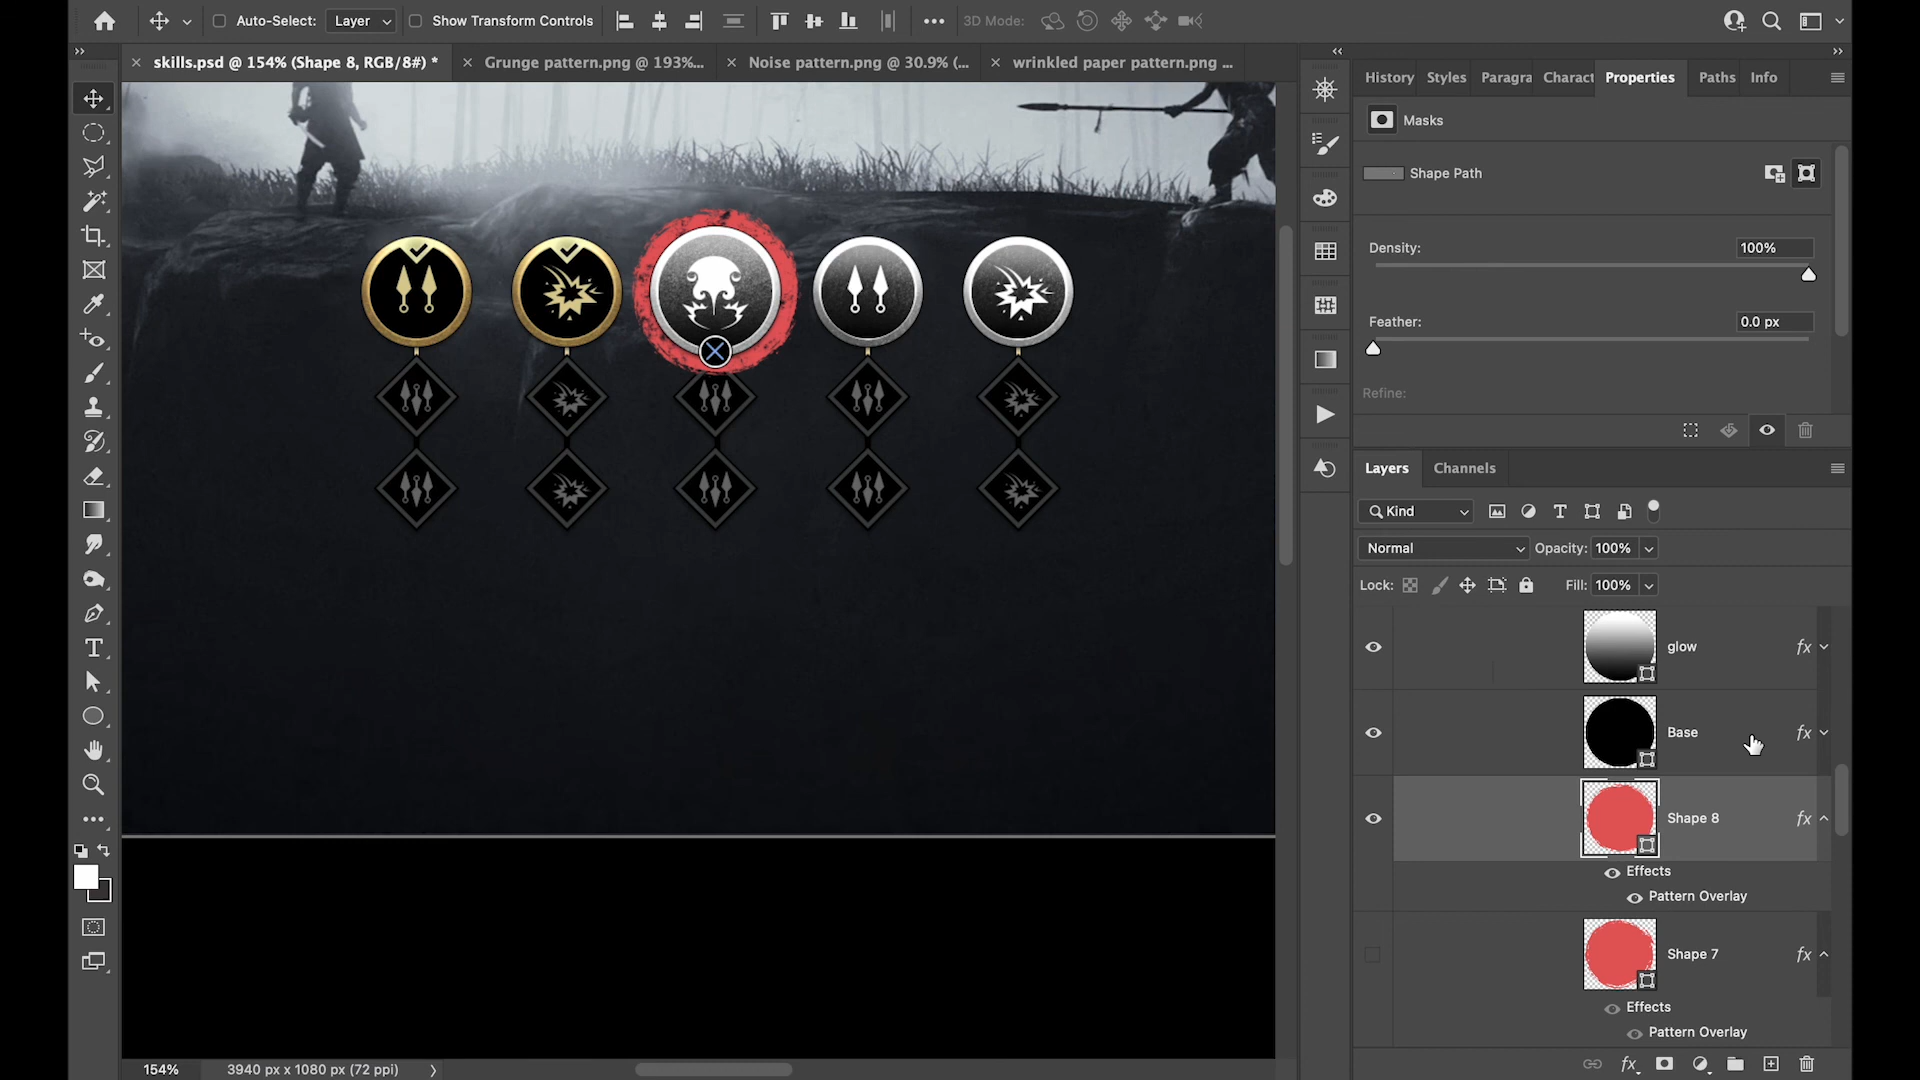 Auto-Select: Layer Show Transform Controls 3D Mode:
skills.psd @ 154% (Shape 8, RGB/8#) * Grunge pattern.png @ 193%... Noise pattern.png @ 30.9% (... wrinkled paper pattern.png ...
History Styles Paragra Charact Properties Paths Info
Masks
Shape Path
Density: 100%
Feather: 0.0 px
Refine:
Layers Channels
Kind
Normal Opacity: 100%
Lock: Fill: 100%
glow fx
Base fx
Shape 8 fx
Effects
Pattern Overlay
Shape 7 fx
Effects
Pattern Overlay
154% 3940 px x 1080 px (72 ppi) fx